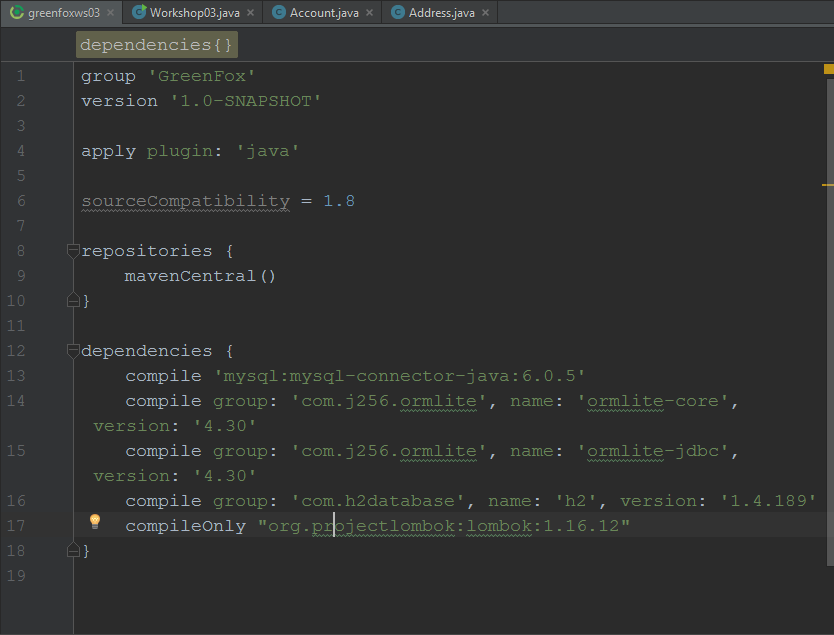 greenfoxws03 Workshop03.java Account.java Address.java
dependencies{}
1 group 'GreenFox'
2 version '1.0-SNAPSHOT'
3
4 apply plugin: 'java'
5
6 sourceCompatibility = 1.8
7
8 repositories {
9 mavenCentral()
10 }
11
12 dependencies {
13 compile 'mysql:mysql-connector-java:6.0.5'
14 compile group: 'com.j256.ormlite', name: 'ormlite-core',
version: '4.30'
15 compile group: 'com.j256.ormlite', name: 'ormlite-jdbc',
version: '4.30'
16 compile group: 'com.h2database', name: 'h2', version: '1.4.189'
17 compileOnly "org.projectlombok:lombok:1.16.12"
18 }
19